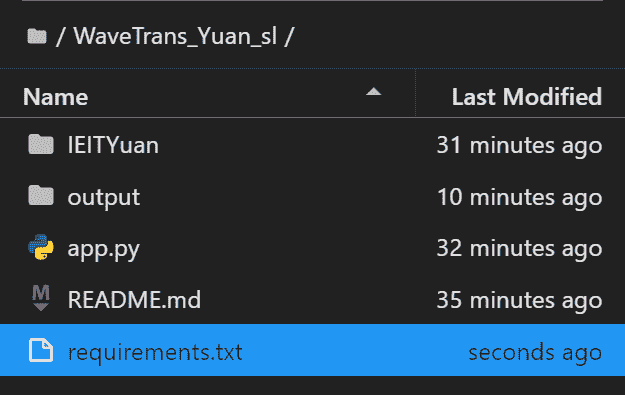 / WaveTrans_Yuan_sl /
Name Last Modified
IEITYuan 31 minutes ago
output 10 minutes ago
app.py 32 minutes ago
M README.md 35 minutes ago
requirements.txt seconds ago